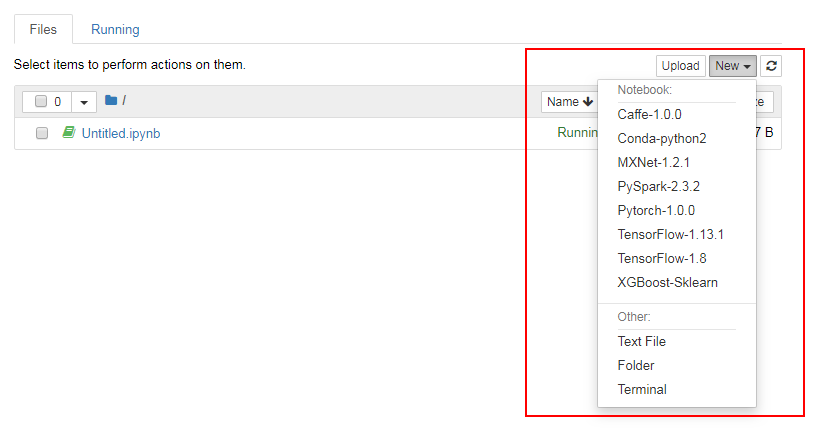 Files Running
Select items to perform actions on them.
Upload New
0 /
Name
Untitled.ipynb
Notebook:
Caffe-1.0.0
Conda-python2
MXNet-1.2.1
PySpark-2.3.2
Pytorch-1.0.0
TensorFlow-1.13.1
TensorFlow-1.8
XGBoost-Sklearn
Other:
Text File
Folder
Terminal